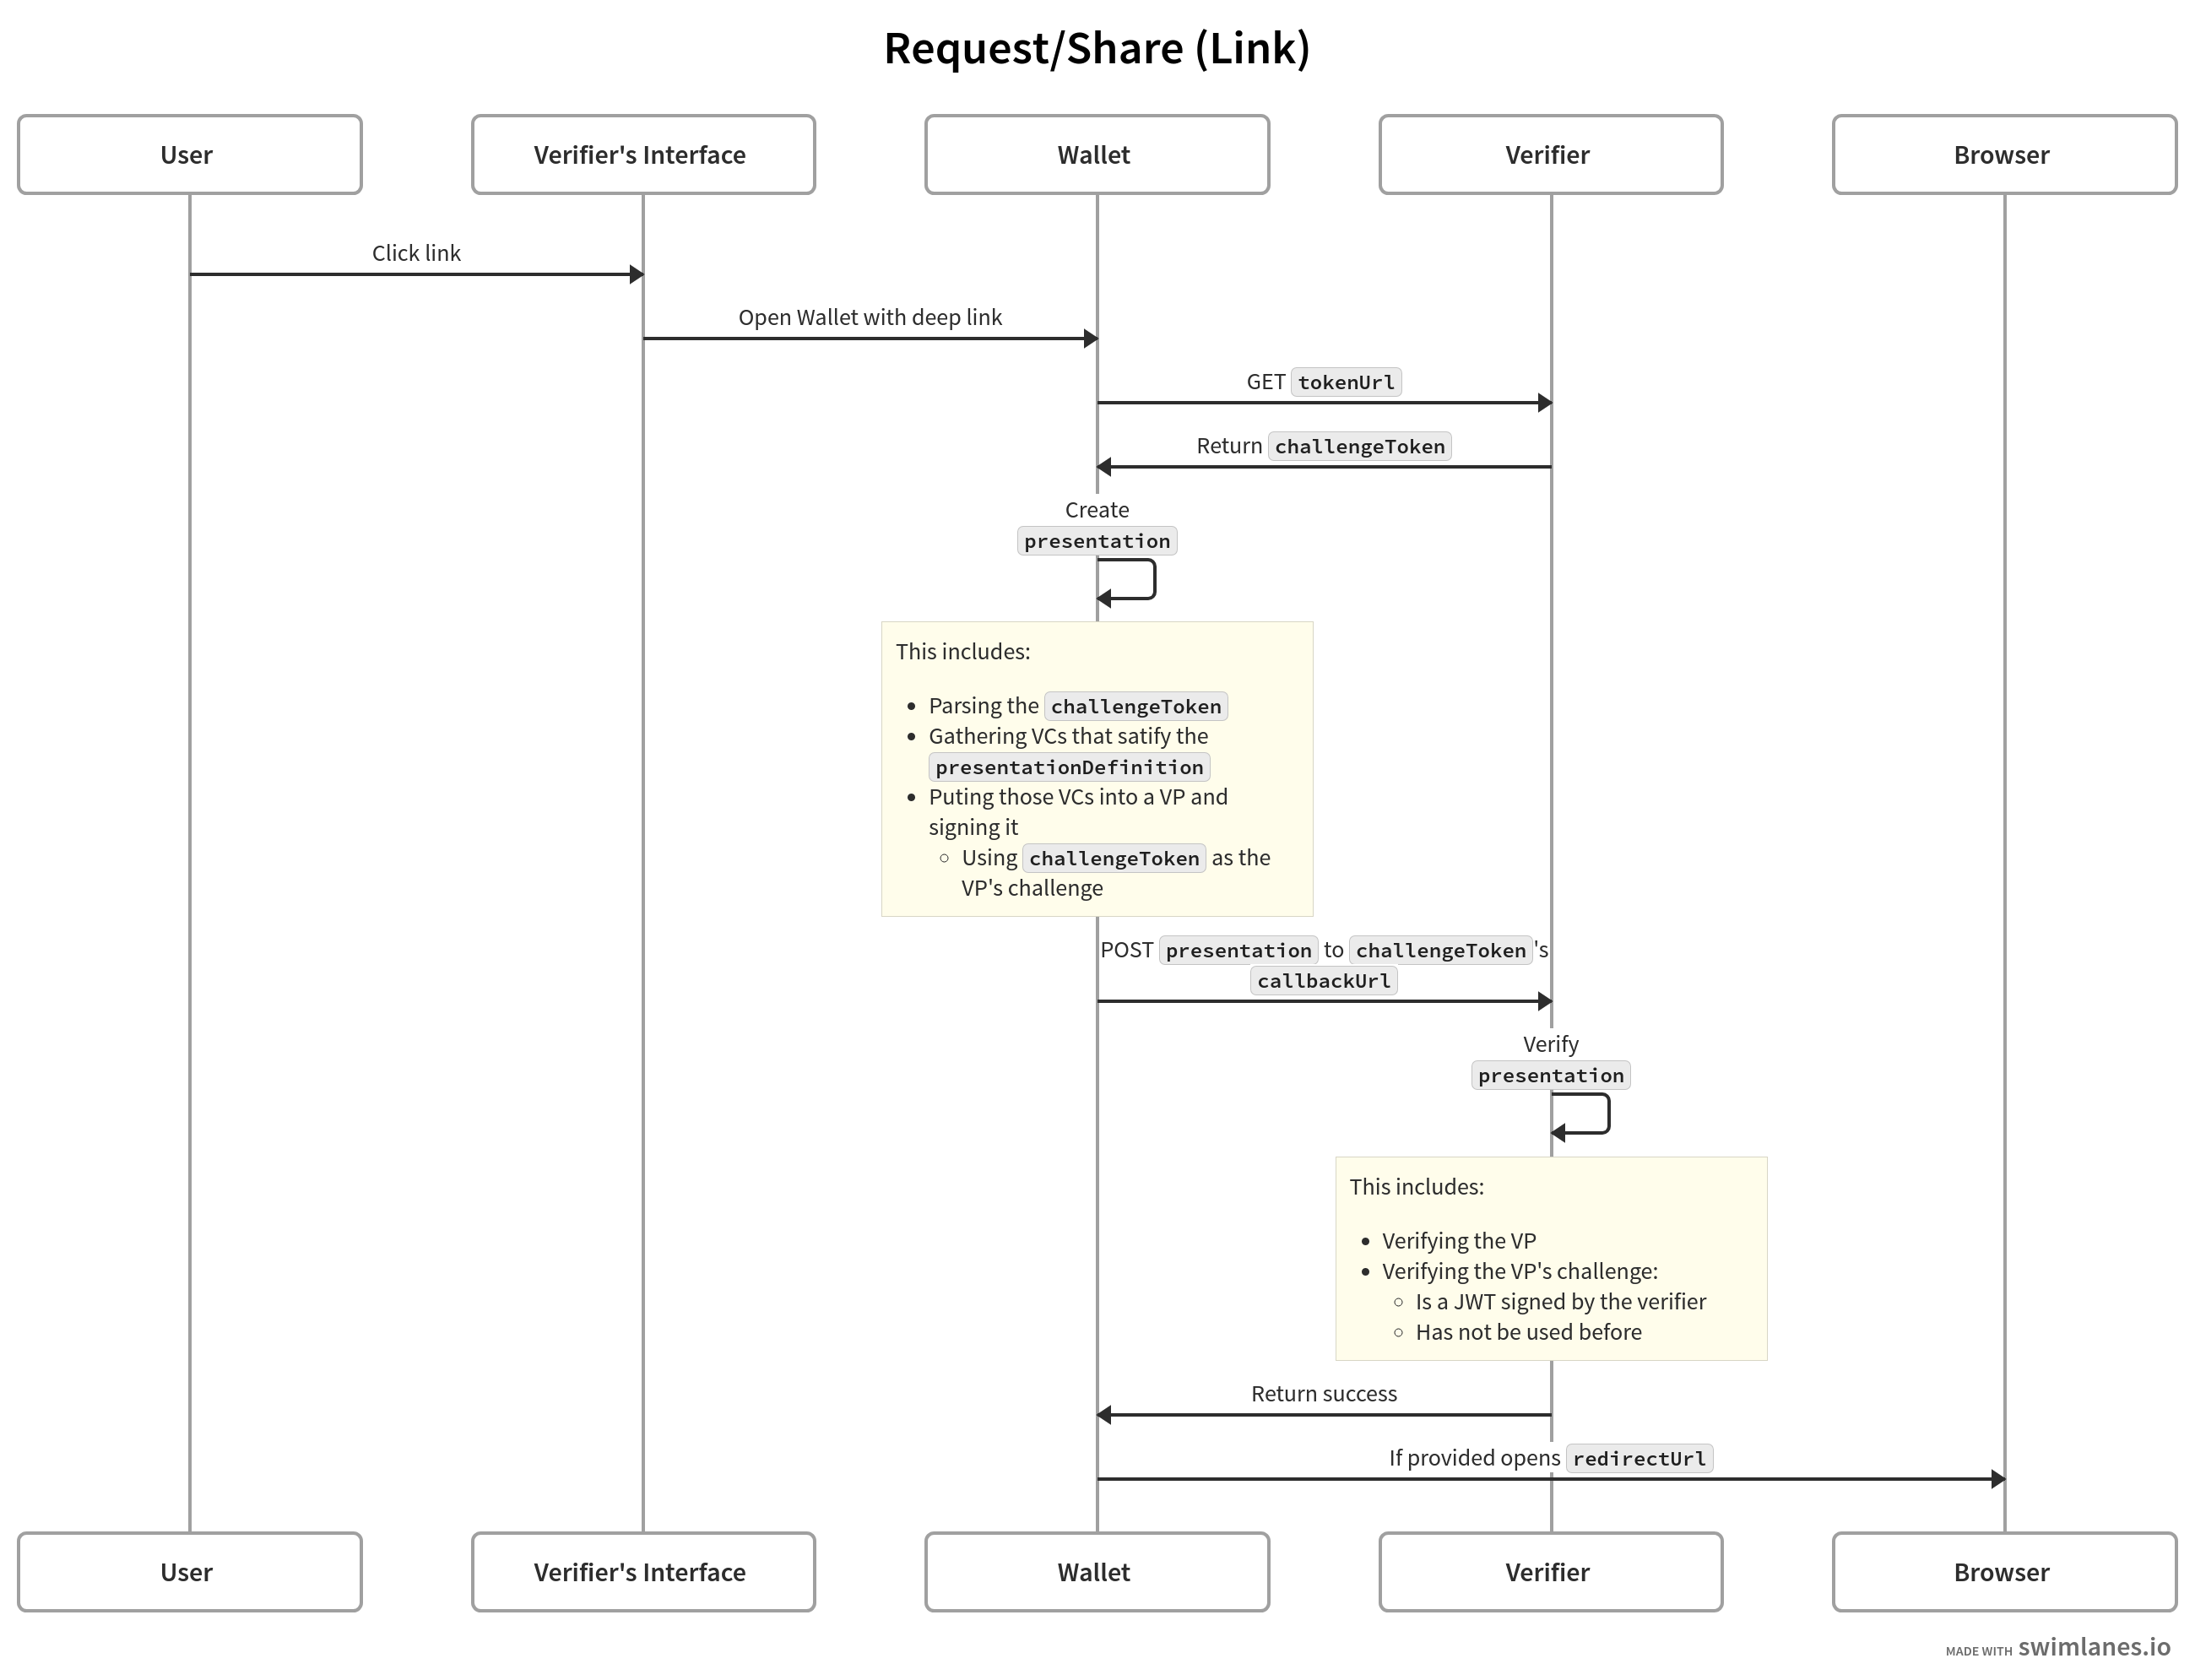 Request/Share (Link)
User
Verifier's Interface
Wallet
Verifier
Browser
Click link
Open Wallet with deep link
GET tokenUrl
Return challengeToken
Create
presentation
This includes:
• Parsing the challengeToken
• Gathering VCs that satify the
presentationDefinition
• Puting those VCs into a VP and
signing it
◦ Using challengeToken as the
VP's challenge
POST presentation to challengeToken's
callbackUrl
Verify
presentation
This includes:
• Verifying the VP
• Verifying the VP's challenge:
◦ Is a JWT signed by the verifier
◦ Has not be used before
Return success
If provided opens redirectUrl
User
Verifier's Interface
Wallet
Verifier
Browser
MADE WITH swimlanes.io